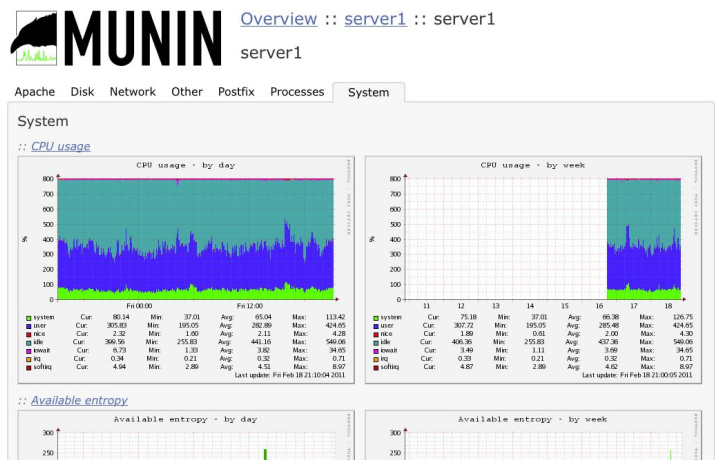 MUNIN
Overview :: server1 :: server1
server1
Apache Disk Network Other Postfix Processes System
System
:: CPU usage
CPU usage - by day
800
700
600
500
400
300
200
100
0
%
Fri 00:00 Fri 12:00
system Cur: 80.14 Min: 37.01 Avg: 65.04 Max: 113.42
user Cur: 305.83 Min: 195.05 Avg: 282.89 Max: 424.65
nice Cur: 2.32 Min: 1.60 Avg: 2.11 Max: 4.28
idle Cur: 399.56 Min: 255.83 Avg: 441.16 Max: 549.06
iowait Cur: 6.73 Min: 1.33 Avg: 3.82 Max: 34.65
irq Cur: 0.34 Min: 0.21 Avg: 0.32 Max: 0.71
softirq Cur: 4.94 Min: 2.89 Avg: 4.51 Max: 8.97
Last update: Fri Feb 18 21:10:04 2011
CPU usage - by week
800
700
600
500
400
300
200
100
0
%
11 12 13 14 15 16 17 18
system Cur: 75.18 Min: 37.01 Avg: 66.38 Max: 126.75
user Cur: 307.72 Min: 195.05 Avg: 285.48 Max: 424.65
nice Cur: 1.89 Min: 0.61 Avg: 2.00 Max: 4.30
idle Cur: 406.36 Min: 255.83 Avg: 437.36 Max: 549.06
iowait Cur: 3.49 Min: 1.11 Avg: 3.69 Max: 34.65
irq Cur: 0.33 Min: 0.21 Avg: 0.32 Max: 0.71
softirq Cur: 4.87 Min: 2.89 Avg: 4.62 Max: 8.97
Last update: Fri Feb 18 21:00:05 2011
:: Available entropy
Available entropy - by day
300
250
Available entropy - by week
300
250